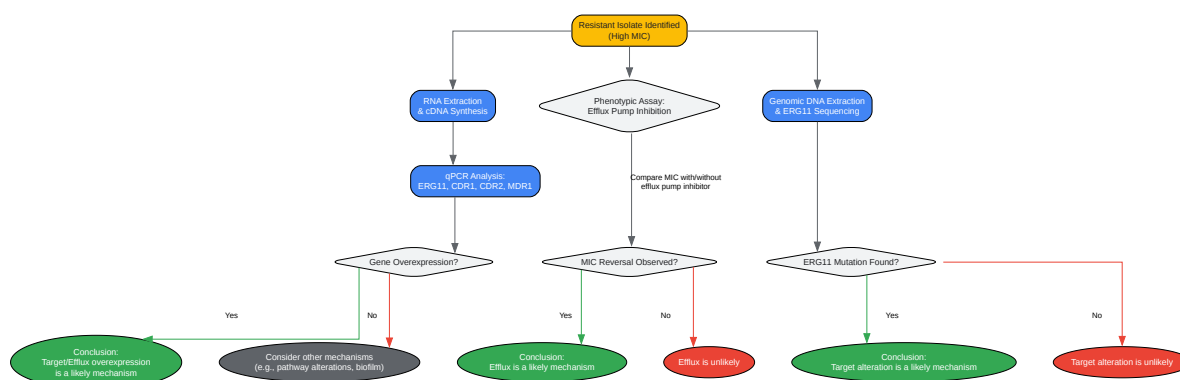 Resistant Isolate Identified
(High MIC)
RNA Extraction
& cDNA Synthesis
Phenotypic Assay:
Efflux Pump Inhibition
Genomic DNA Extraction
& ERG11 Sequencing
qPCR Analysis:
ERG11, CDR1, CDR2, MDR1
Compare MIC with/without
efflux pump inhibitor
Gene Overexpression?
MIC Reversal Observed?
ERG11 Mutation Found?
Yes
No
Yes
No
Yes
No
Conclusion:
Target/Efflux overexpression
is a likely mechanism
Consider other mechanisms
(e.g., pathway alterations, biofilm)
Conclusion:
Efflux is a likely mechanism
Efflux is unlikely
Conclusion:
Target alteration is a likely mechanism
Target alteration is unlikely